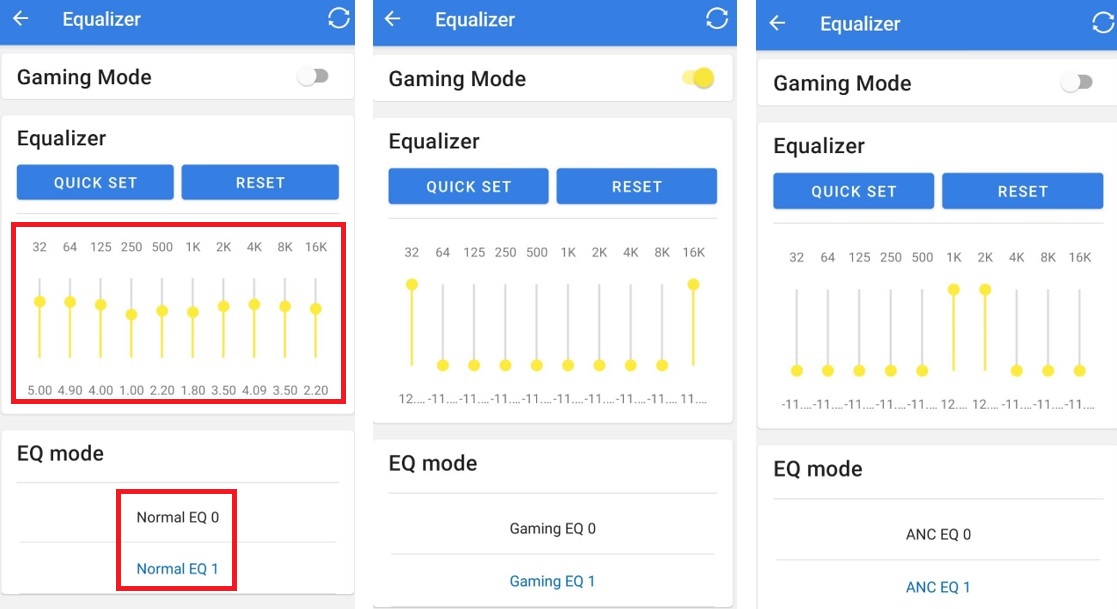 Equalizer
Gaming Mode
Equalizer
QUICK SET RESET
32 64 125 250 500 1K 2K 4K 8K 16K
5.00 4.90 4.00 1.00 2.20 1.80 3.50 4.09 3.50 2.20
EQ mode
Normal EQ 0
Normal EQ 1
Equalizer
Gaming Mode
Equalizer
QUICK SET RESET
32 64 125 250 500 1K 2K 4K 8K 16K
12.... -11.... -11.... -11.... -11.... -11.... -11.... -11.... -11.... 11....
EQ mode
Gaming EQ 0
Gaming EQ 1
Equalizer
Gaming Mode
Equalizer
QUICK SET RESET
32 64 125 250 500 1K 2K 4K 8K 16K
-11.... -11.... -11.... -11.... -11.... 12.... 12.... -11.... -11.... -11....
EQ mode
ANC EQ 0
ANC EQ 1